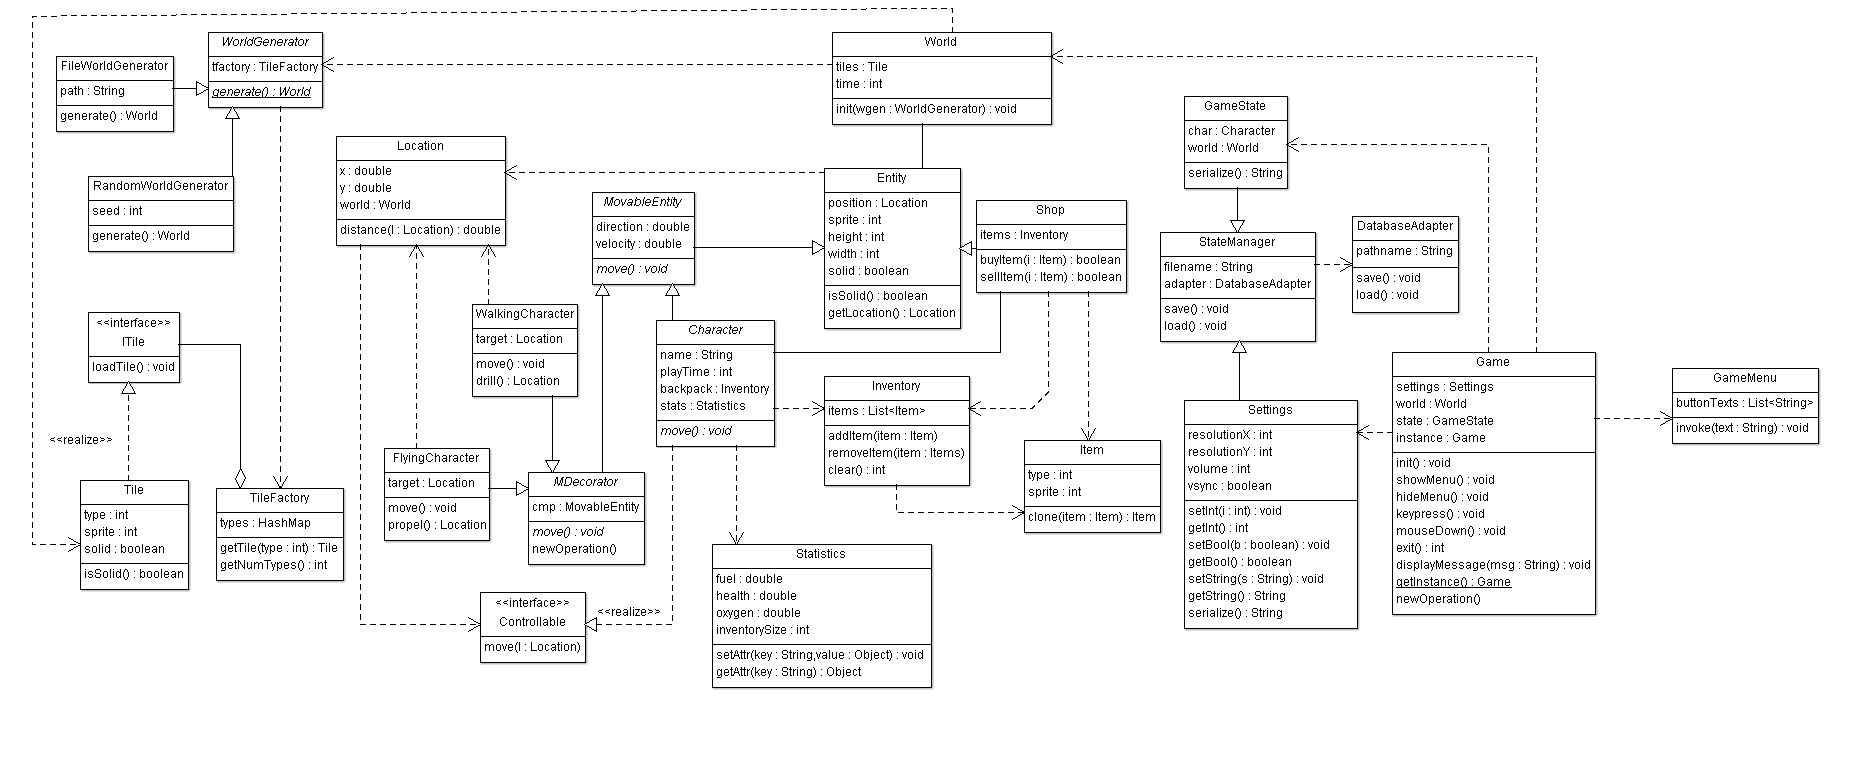 WorldGenerator
tfactory : TileFactory
generate() : World
FileWorldGenerator
path : String
generate() : World
RandomWorldGenerator
seed : int
generate() : World
World
tiles : Tile
time : int
init(wgen : WorldGenerator) : void
Location
x : double
y : double
world : World
distance(l : Location) : double
MovableEntity
direction : double
velocity : double
move() : void
Entity
position : Location
sprite : int
height : int
width : int
solid : boolean
isSolid() : boolean
getLocation() : Location
Shop
items : Inventory
buyItem(i : Item) : boolean
sellItem(i : Item) : boolean
GameState
char : Character
world : World
serialize() : String
StateManager
filename : String
adapter : DatabaseAdapter
save() : void
load() : void
DatabaseAdapter
pathname : String
save() : void
load() : void
<<interface>>
ITile
loadTile() : void
<<realize>>
Tile
type : int
sprite : int
solid : boolean
isSolid() : boolean
TileFactory
types : HashMap
getTile(type : int) : Tile
getNumTypes() : int
WalkingCharacter
target : Location
move() : void
drill() : Location
FlyingCharacter
target : Location
move() : void
propel() : Location
MDecorator
cmp : MovableEntity
move() : void
newOperation()
Character
name : String
playTime : int
backpack : Inventory
stats : Statistics
move() : void
Inventory
items : List<Item>
addItem(item : Item)
removeItem(item : Items)
clear() : int
Item
type : int
sprite : int
clone(item : Item) : Item
<<interface>>
Controllable
move(l : Location)
<<realize>>
Statistics
fuel : double
health : double
oxygen : double
inventorySize : int
setAttr(key : String,value : Object) : void
getAttr(key : String) : Object
Settings
resolutionX : int
resolutionY : int
volume : int
vsync : boolean
setInt(i : int) : void
getInt() : int
setBool(b : boolean) : void
getBool() : boolean
setString(s : String) : void
getString() : String
serialize() : String
Game
settings : Settings
world : World
state : GameState
instance : Game
init() : void
showMenu() : void
hideMenu() : void
keypress() : void
mouseDown() : void
exit() : int
displayMessage(msg : String) : void
getInstance() : Game
newOperation()
GameMenu
buttonTexts : List<String>
invoke(text : String) : void